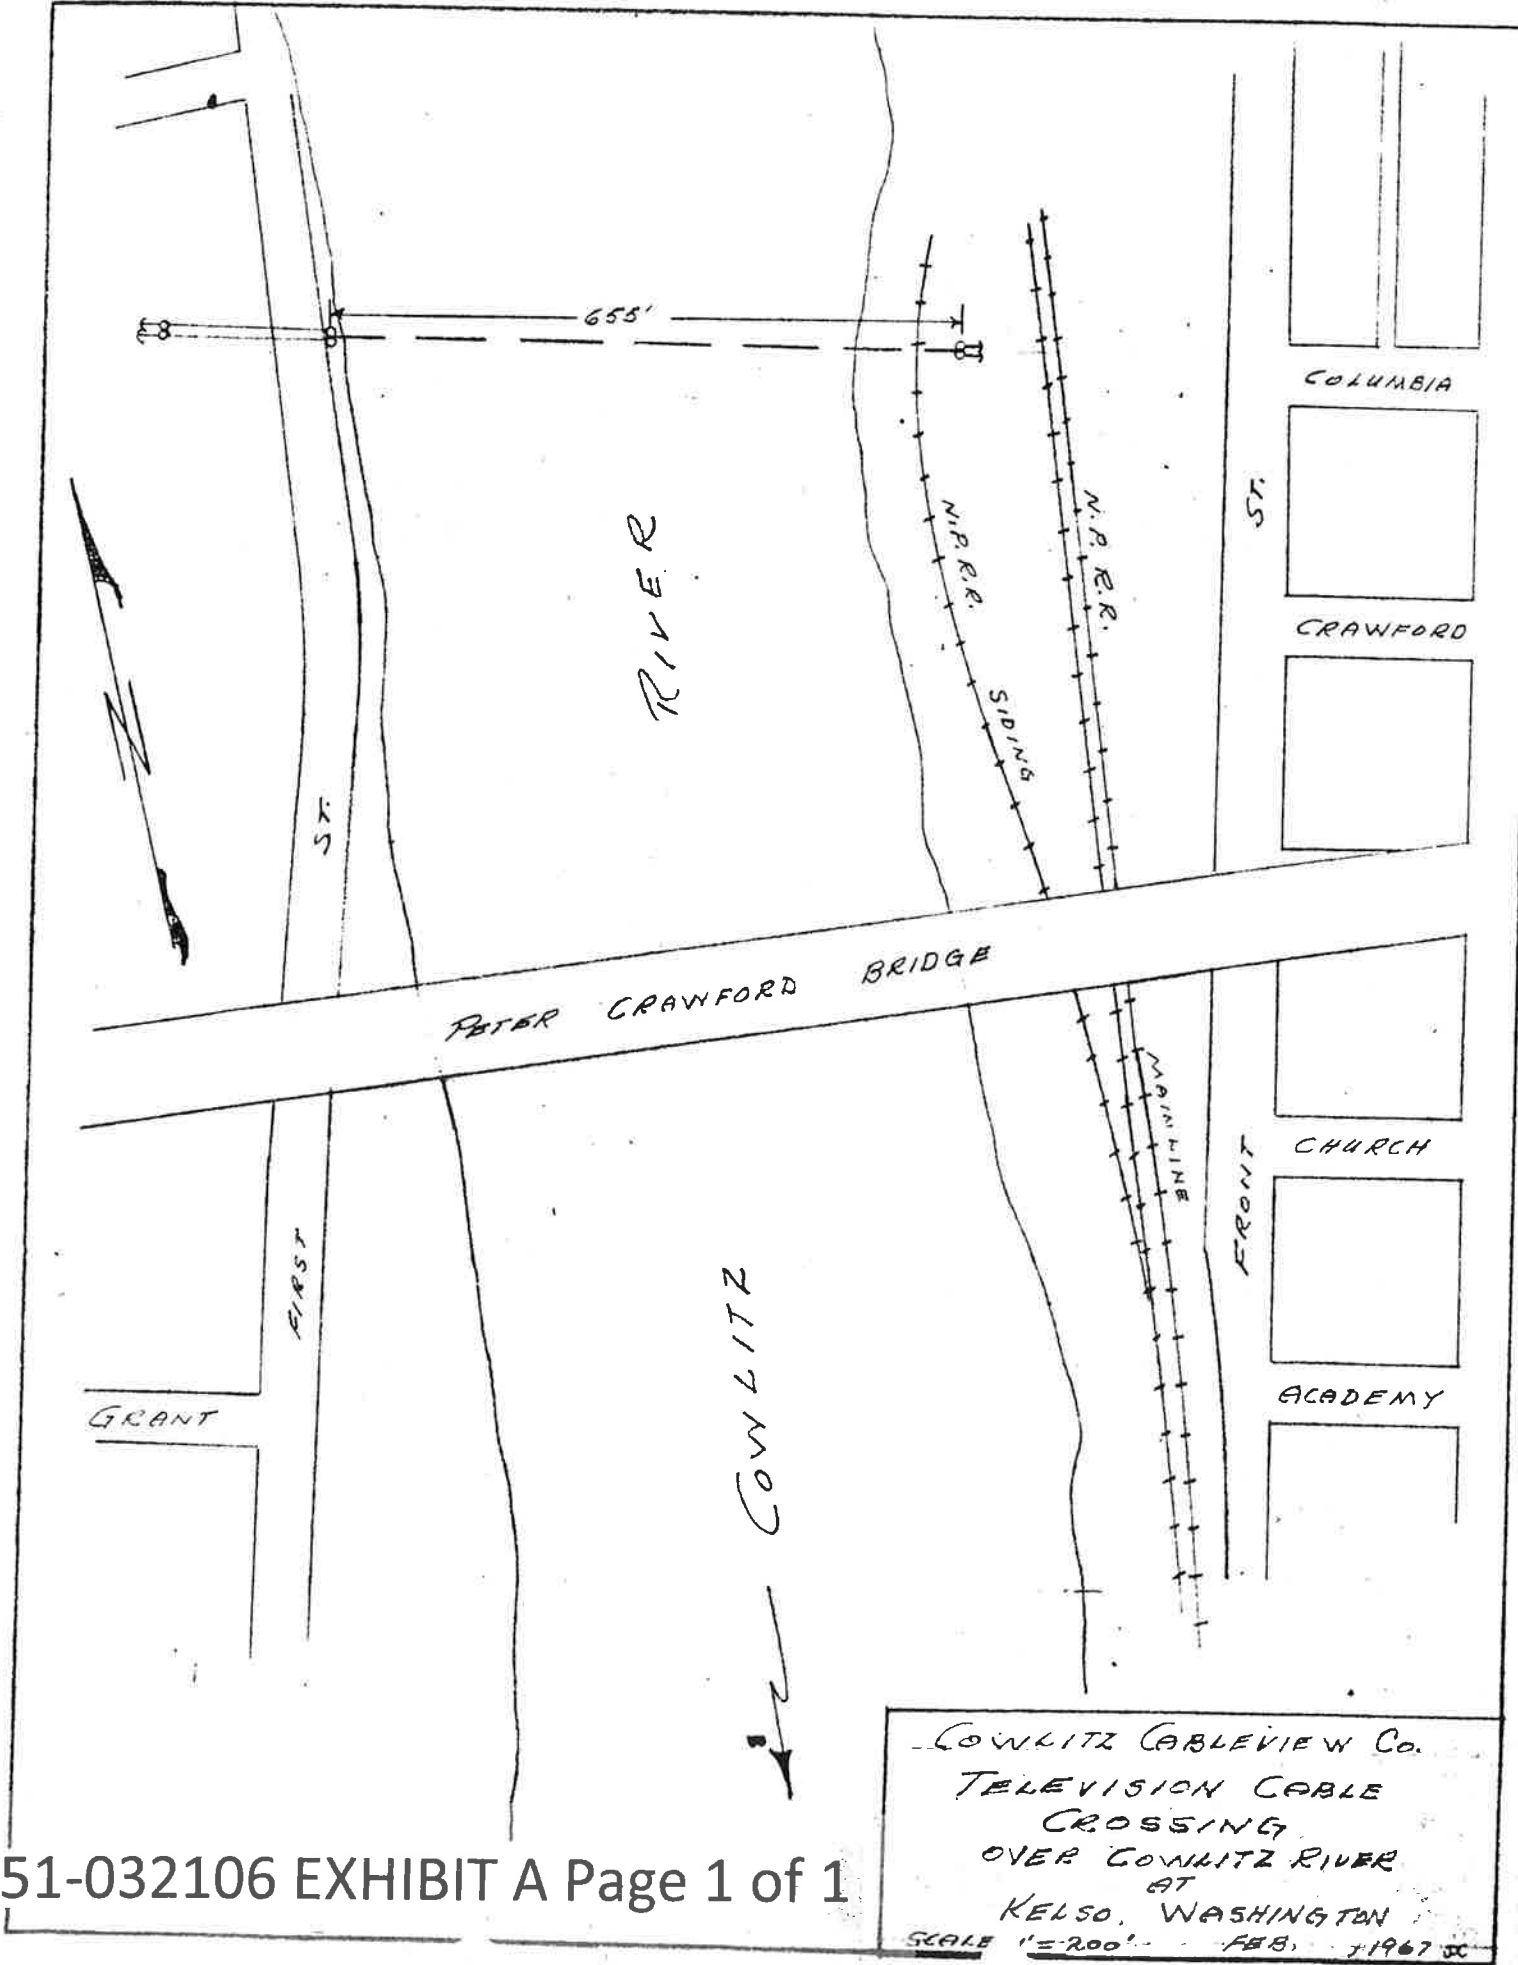 655'
COLUMBIA
ST.
N.P.R.R.
N.P.R.R.
CRAWFORD
RIVER
SIDING
N
ST.
PETER CRAWFORD BRIDGE
MAINLINE
CHURCH
FRONT
FIRST
COWLITZ
ACADEMY
GRANT
COWLITZ CABLEVIEW Co.
TELEVISION CABLE
CROSSING
OVER COWLITZ RIVER
AT
KELSO, WASHINGTON
SCALE 1"=200' FEB. 1967
51-032106 EXHIBIT A Page 1 of 1